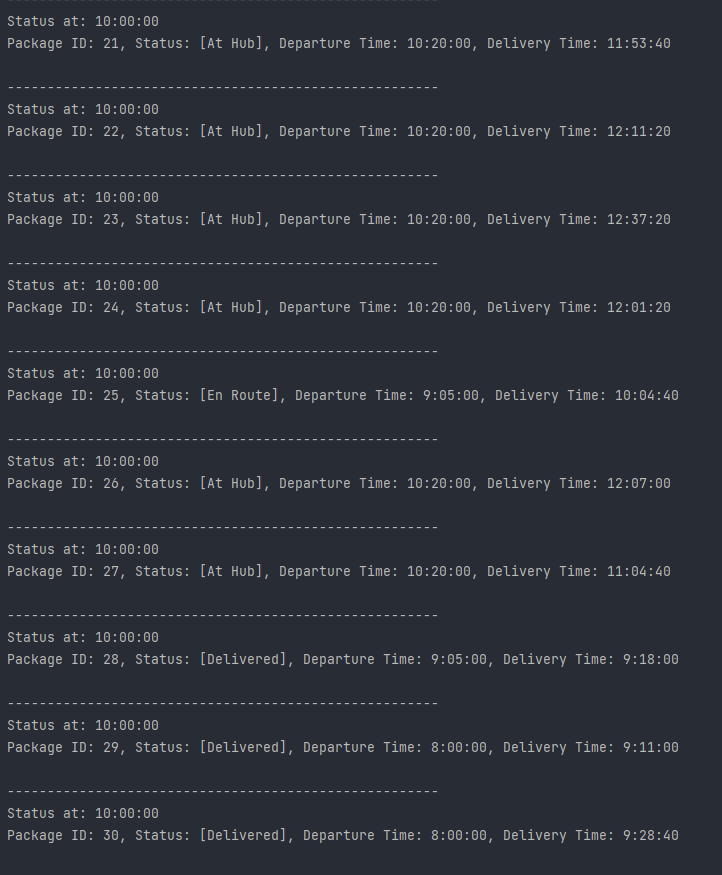 ------------------------------------------------------
Status at: 10:00:00
Package ID: 21, Status: [At Hub], Departure Time: 10:20:00, Delivery Time: 11:53:40
------------------------------------------------------
Status at: 10:00:00
Package ID: 22, Status: [At Hub], Departure Time: 10:20:00, Delivery Time: 12:11:20
------------------------------------------------------
Status at: 10:00:00
Package ID: 23, Status: [At Hub], Departure Time: 10:20:00, Delivery Time: 12:37:20
------------------------------------------------------
Status at: 10:00:00
Package ID: 24, Status: [At Hub], Departure Time: 10:20:00, Delivery Time: 12:01:20
------------------------------------------------------
Status at: 10:00:00
Package ID: 25, Status: [En Route], Departure Time: 9:05:00, Delivery Time: 10:04:40
------------------------------------------------------
Status at: 10:00:00
Package ID: 26, Status: [At Hub], Departure Time: 10:20:00, Delivery Time: 12:07:00
------------------------------------------------------
Status at: 10:00:00
Package ID: 27, Status: [At Hub], Departure Time: 10:20:00, Delivery Time: 11:04:40
------------------------------------------------------
Status at: 10:00:00
Package ID: 28, Status: [Delivered], Departure Time: 9:05:00, Delivery Time: 9:18:00
------------------------------------------------------
Status at: 10:00:00
Package ID: 29, Status: [Delivered], Departure Time: 8:00:00, Delivery Time: 9:11:00
------------------------------------------------------
Status at: 10:00:00
Package ID: 30, Status: [Delivered], Departure Time: 8:00:00, Delivery Time: 9:28:40